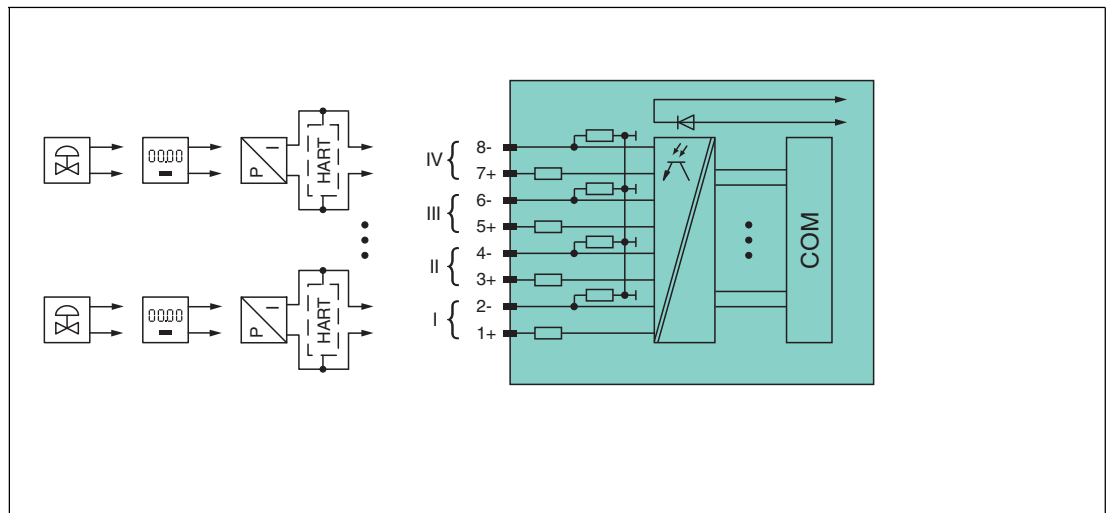 IV
8-
7+
III
6-
5+
II
4-
3+
I
2-
1+
00.00
P
I
HART
00.00
P
I
HART
COM